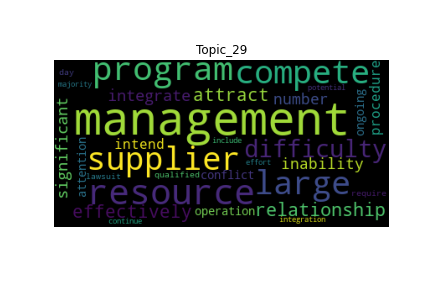 Topic_29
program compete
day
majority
potential
integrate attract number
procedure
ongoing
management
significant
attention
intend
include
difficulty
supplier
inability
effort
lawsuit
qualified conflict
resource large
require
effectively operation relationship
continue
integration